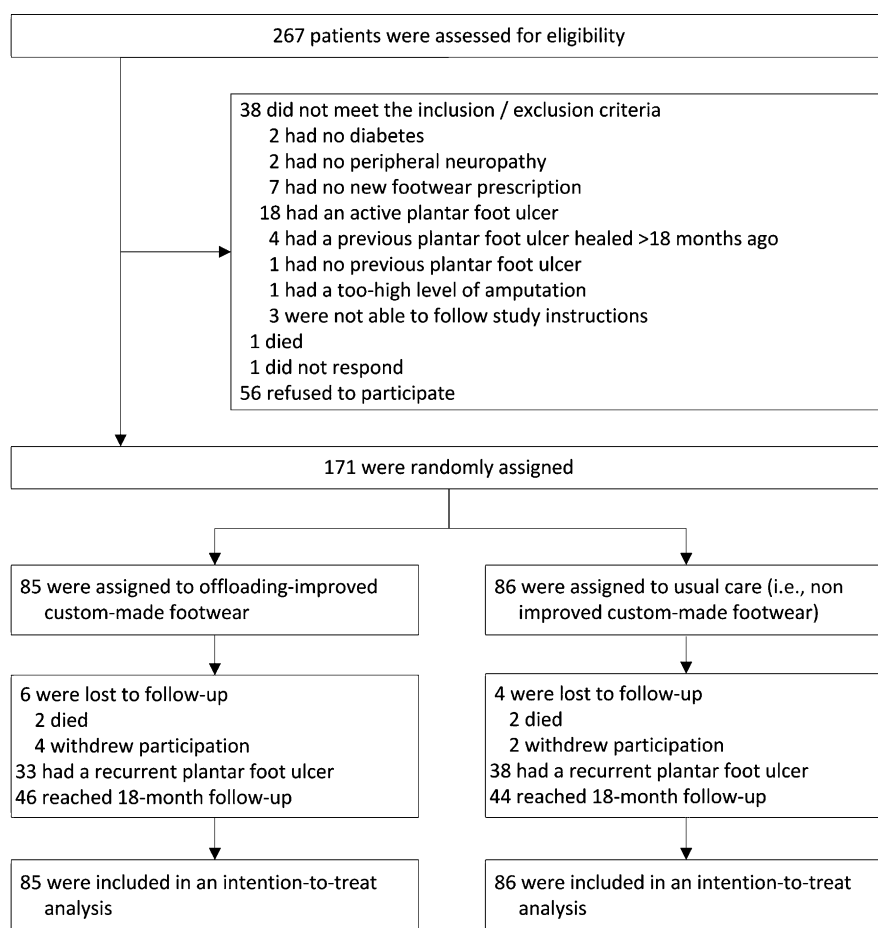 267 patients were assessed for eligibility
38 did not meet the inclusion / exclusion criteria
2 had no diabetes
2 had no peripheral neuropathy
7 had no new footwear prescription
18 had an active plantar foot ulcer
4 had a previous plantar foot ulcer healed >18 months ago
1 had no previous plantar foot ulcer
1 had a too-high level of amputation
3 were not able to follow study instructions
1 died
1 did not respond
56 refused to participate
171 were randomly assigned
85 were assigned to offloading-improved
custom-made footwear
86 were assigned to usual care (i.e., non
improved custom-made footwear)
6 were lost to follow-up
2 died
4 withdrew participation
33 had a recurrent plantar foot ulcer
46 reached 18-month follow-up
4 were lost to follow-up
2 died
2 withdrew participation
38 had a recurrent plantar foot ulcer
44 reached 18-month follow-up
85 were included in an intention-to-treat
analysis
86 were included in an intention-to-treat
analysis